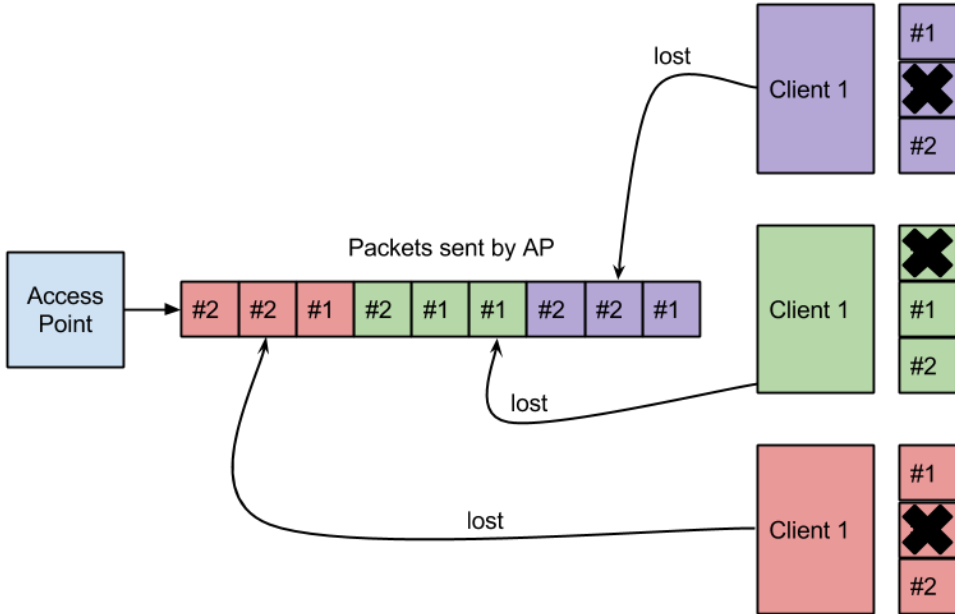 lost
Client 1
#1
#2
Packets sent by AP
Access
Point
#2 #2 #1 #2 #1 #1 #2 #2 #1
lost
Client 1
#1
#2
lost
Client 1
#1
#2